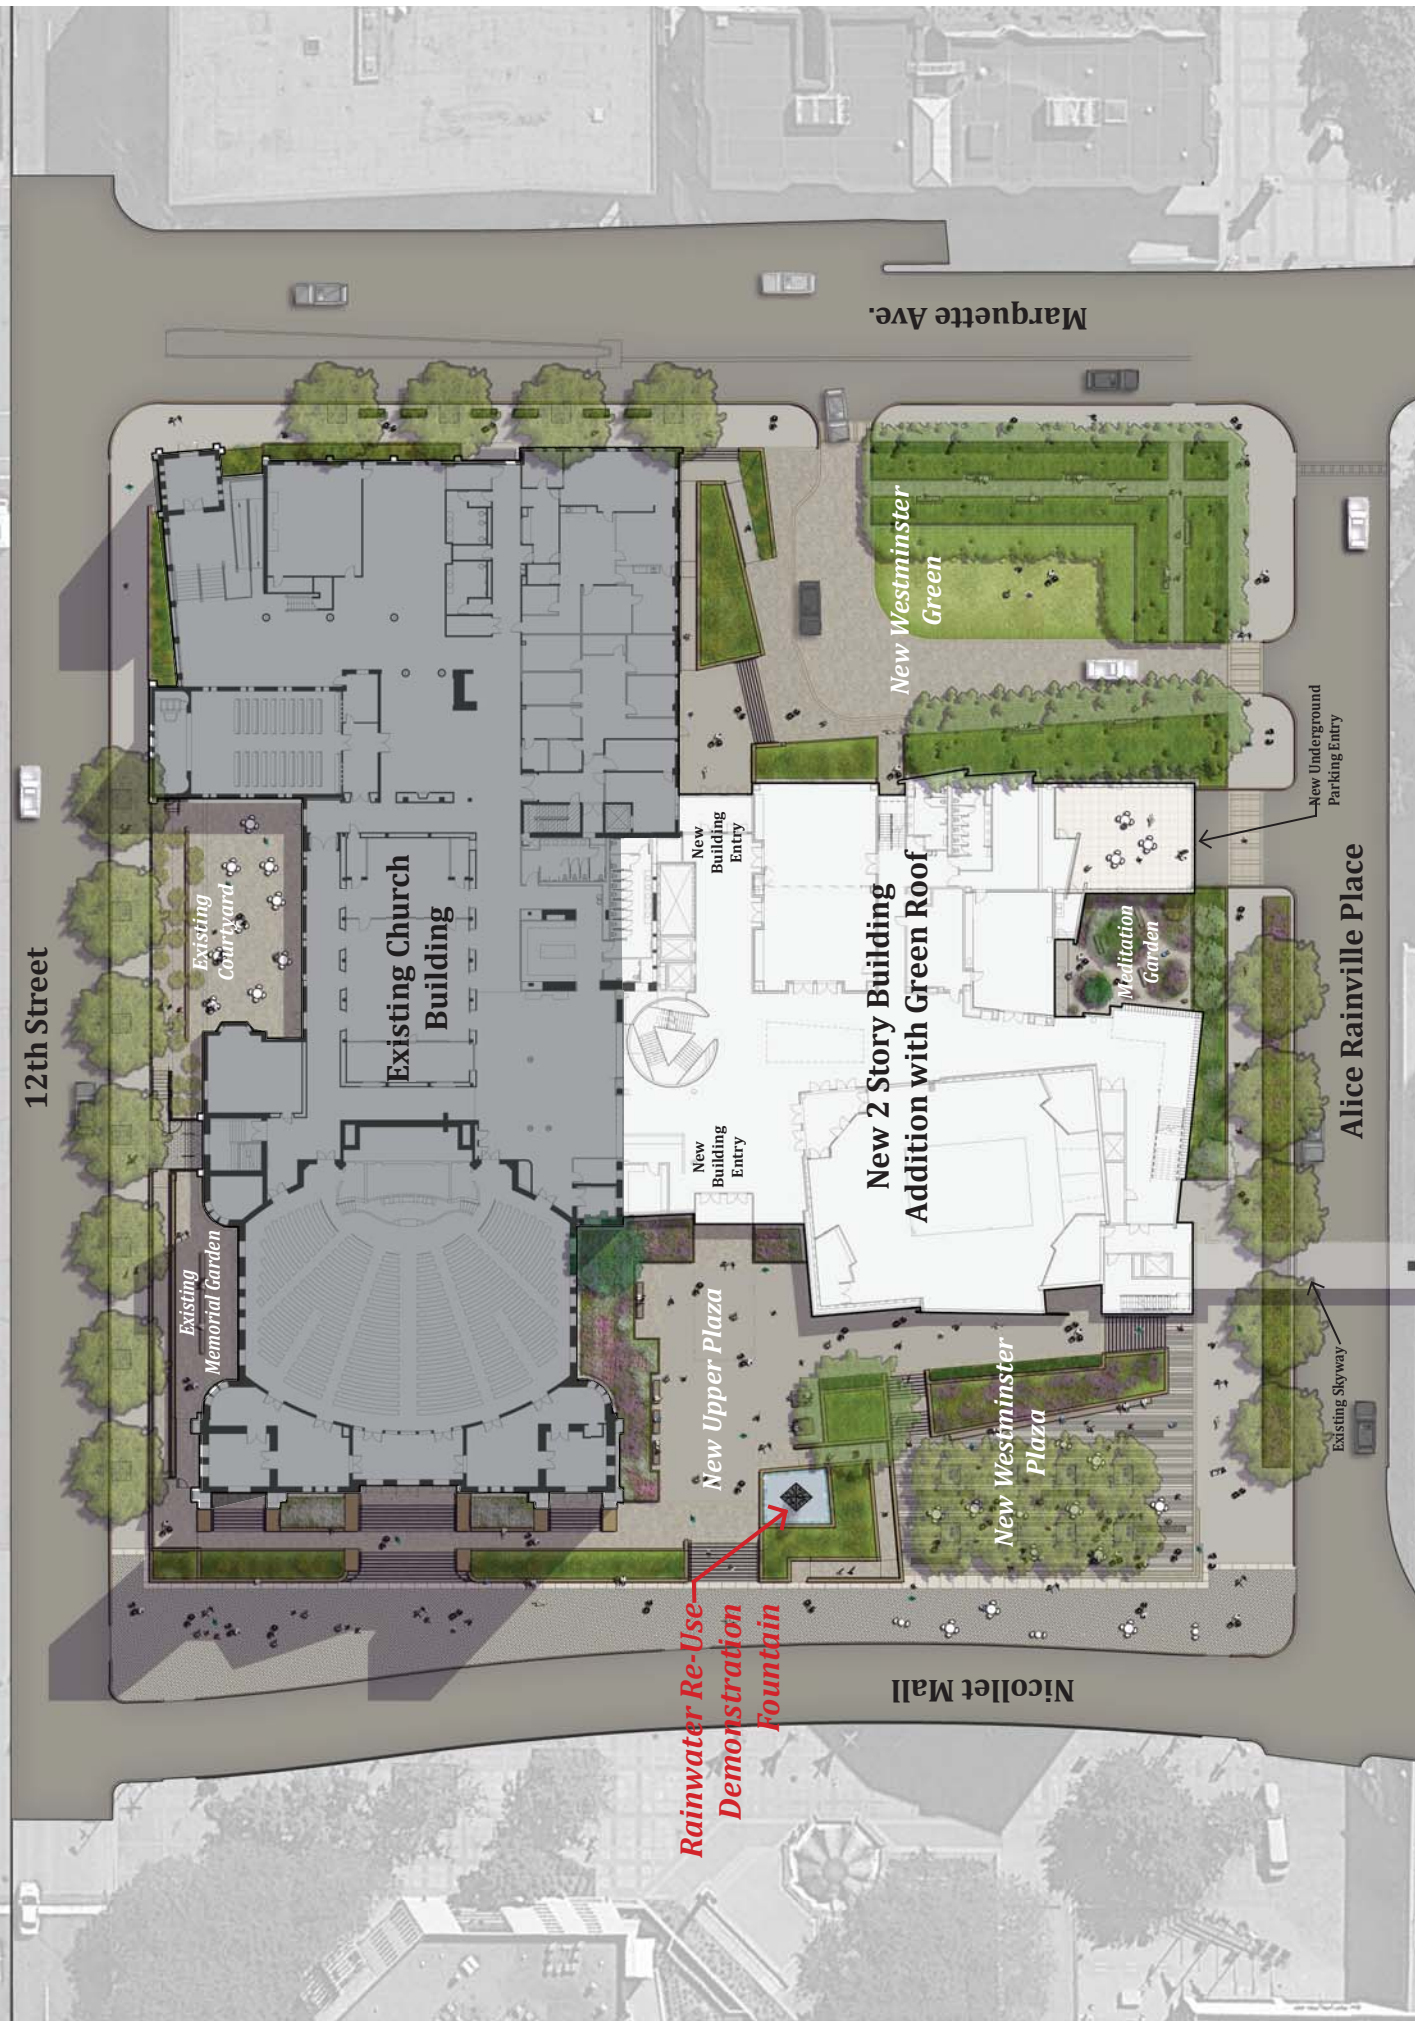 12th Street
Existing
Courtyard
Existing Church
Building
Existing
Memorial Garden
Marquette Ave.
New Westminster
Green
New
Building
Entry
New
Building
Entry
New 2 Story Building
Addition with Green Roof
Meditation
Garden
New Underground
Parking Entry
Alice Rainville Place
Existing Skyway
New Upper Plaza
New Westminster
Plaza
Rainwater Re-Use
Demonstration
Fountain
Nicollet Mall